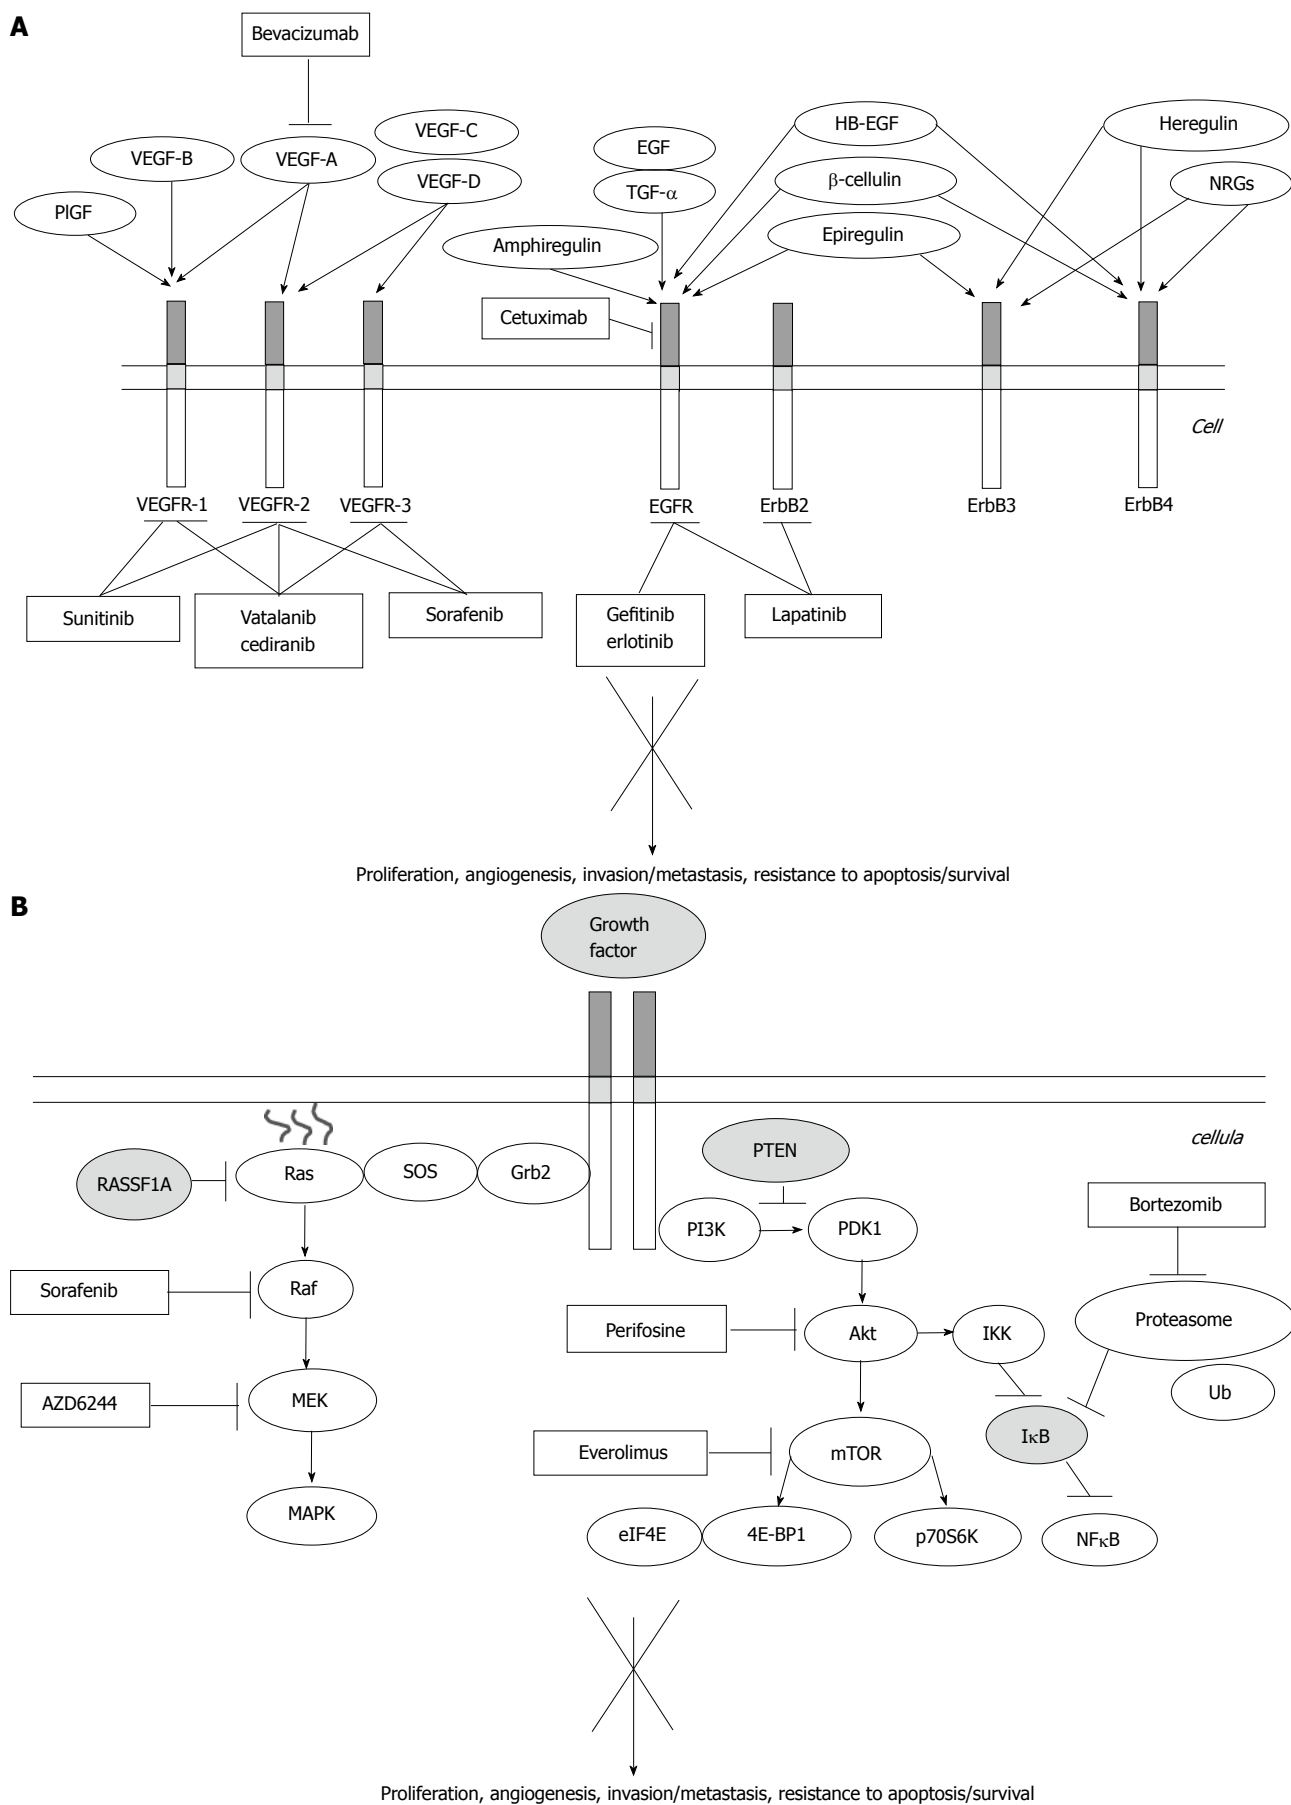 A
Bevacizumab
VEGF-B
VEGF-A
VEGF-C
VEGF-D
PlGF
EGF
TGF-α
HB-EGF
Heregulin
β-cellulin
NRGs
Amphiregulin
Epiregulin
Cetuximab
Cell
VEGFR-1
VEGFR-2
VEGFR-3
EGFR
ErbB2
ErbB3
ErbB4
Sunitinib
Vatalanib
cediranib
Sorafenib
Gefitinib
erlotinib
Lapatinib
Proliferation, angiogenesis, invasion/metastasis, resistance to apoptosis/survival
B
Growth
factor
cellula
RASSF1A
Ras
SOS
Grb2
PTEN
PI3K
PDK1
Bortezomib
Sorafenib
Raf
Perifosine
Akt
IKK
Proteasome
Ub
AZD6244
MEK
Everolimus
mTOR
IκB
MAPK
eIF4E
4E-BP1
p70S6K
NFκB
Proliferation, angiogenesis, invasion/metastasis, resistance to apoptosis/survival